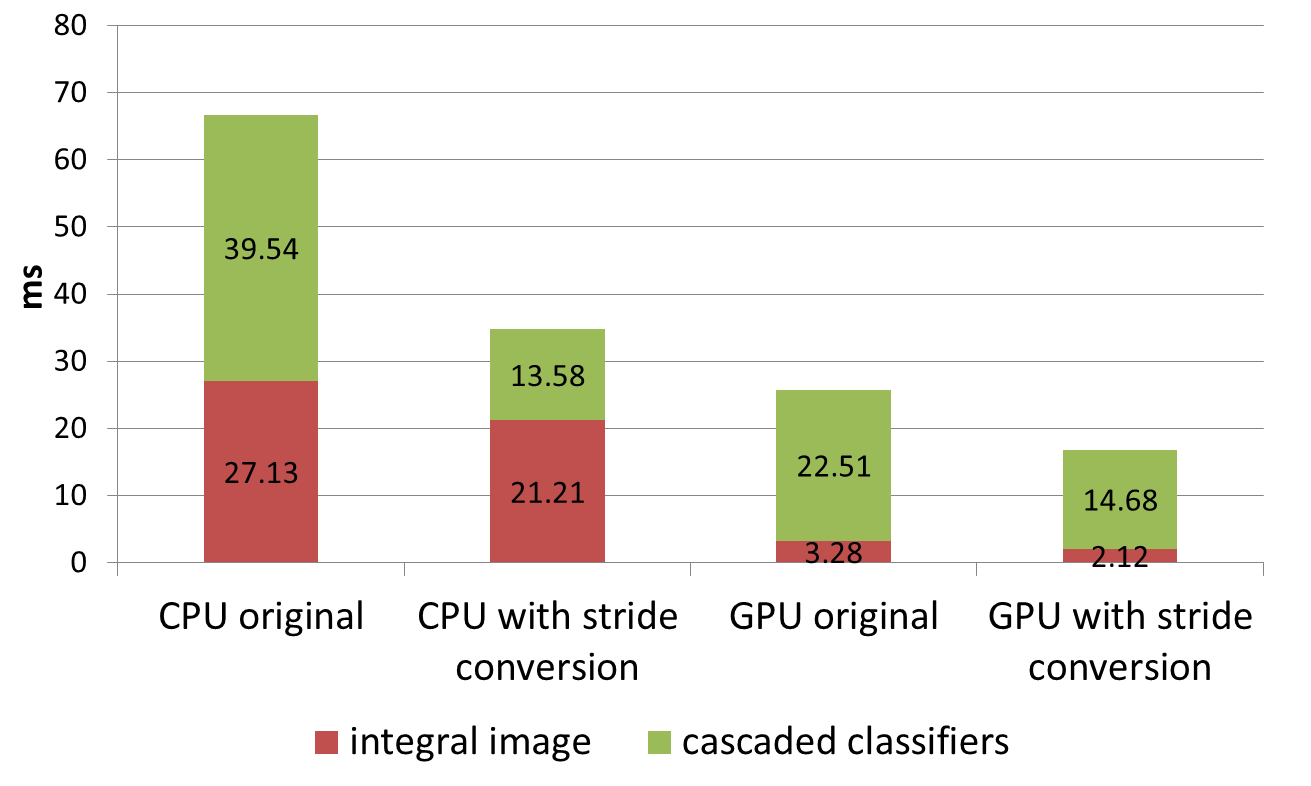 80
70
60
50
40
30
20
10
0
ms
39.54
27.13
13.58
21.21
22.51
3.28
14.68
2.12
CPU original
CPU with stride
conversion
GPU original
GPU with stride
conversion
integral image
cascaded classifiers